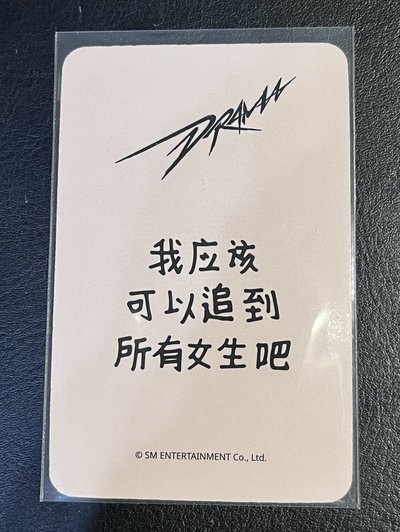 DRAMA
我应该
可以追到
所有女生吧
© SM ENTERTAINMENT Co., Ltd.